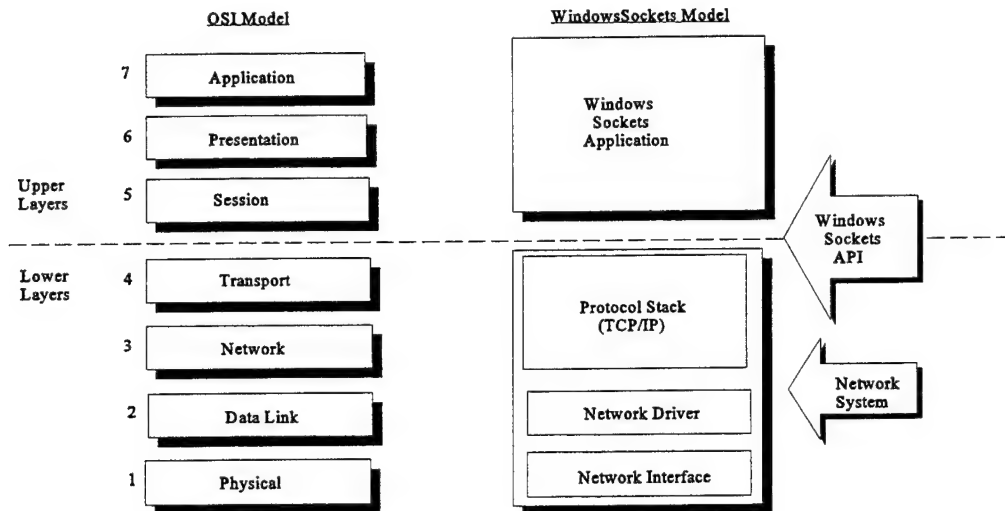 OSI Model
WindowsSockets Model
7
Application
6
Presentation
5
Session
Upper
Layers
Lower
Layers
4
Transport
3
Network
2
Data Link
1
Physical
Windows
Sockets
Application
Windows
Sockets
API
Protocol Stack
(TCP/IP)
Network Driver
Network Interface
Network
System